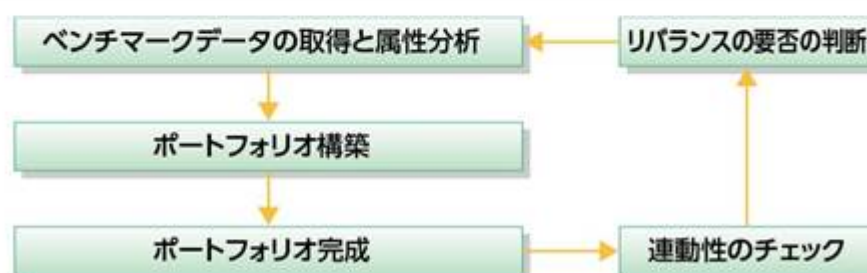 ベンチマークデータの取得と属性分析
リバランスの要否の判断
ポートフォリオ構築
ポートフォリオ完成
連動性のチェック